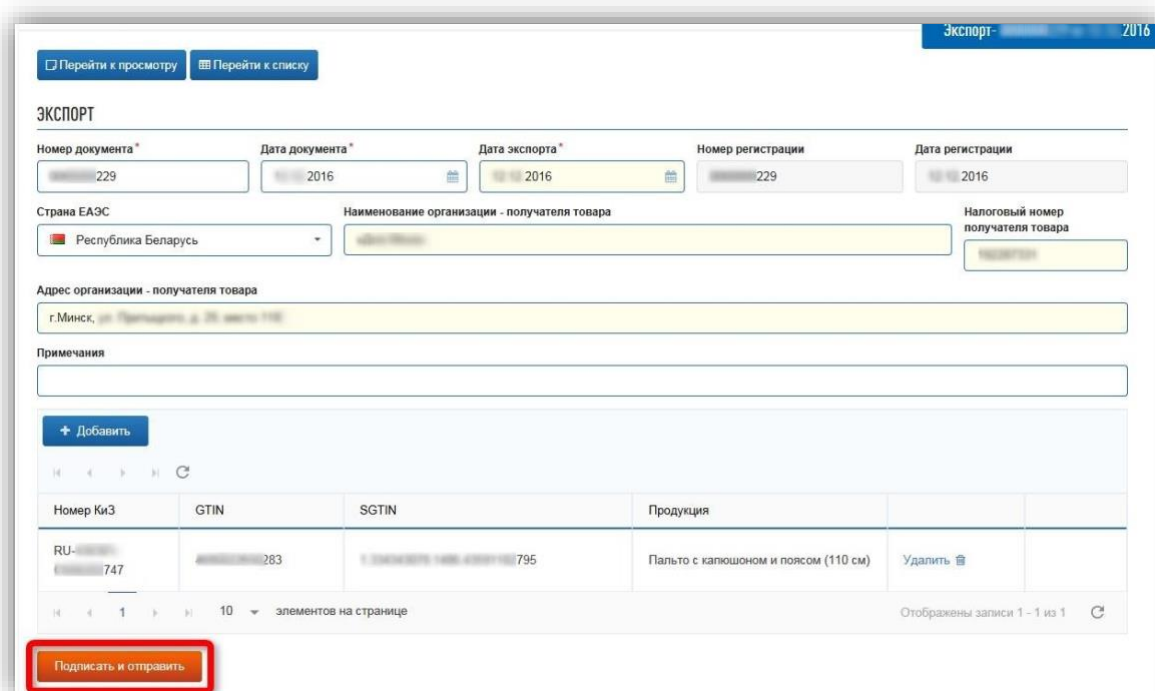 Экспорт- 2016
Перейти к просмотру Перейти к списку
ЭКСПОРТ
Номер документа* Дата документа* Дата экспорта* Номер регистрации Дата регистрации
229 2016 2016 229 2016
Страна ЕАЭС Наименование организации - получателя товара Налоговый номер
получателя товара
Республика Беларусь
Адрес организации - получателя товара
г.Минск,
Примечания
+ Добавить
Номер КиЗ GTIN SGTIN Продукция
RU-
747 283 795 Пальто с капюшоном и поясом (110 см) Удалить
1 10 элементов на странице Отображены записи 1 - 1 из 1
Подписать и отправить